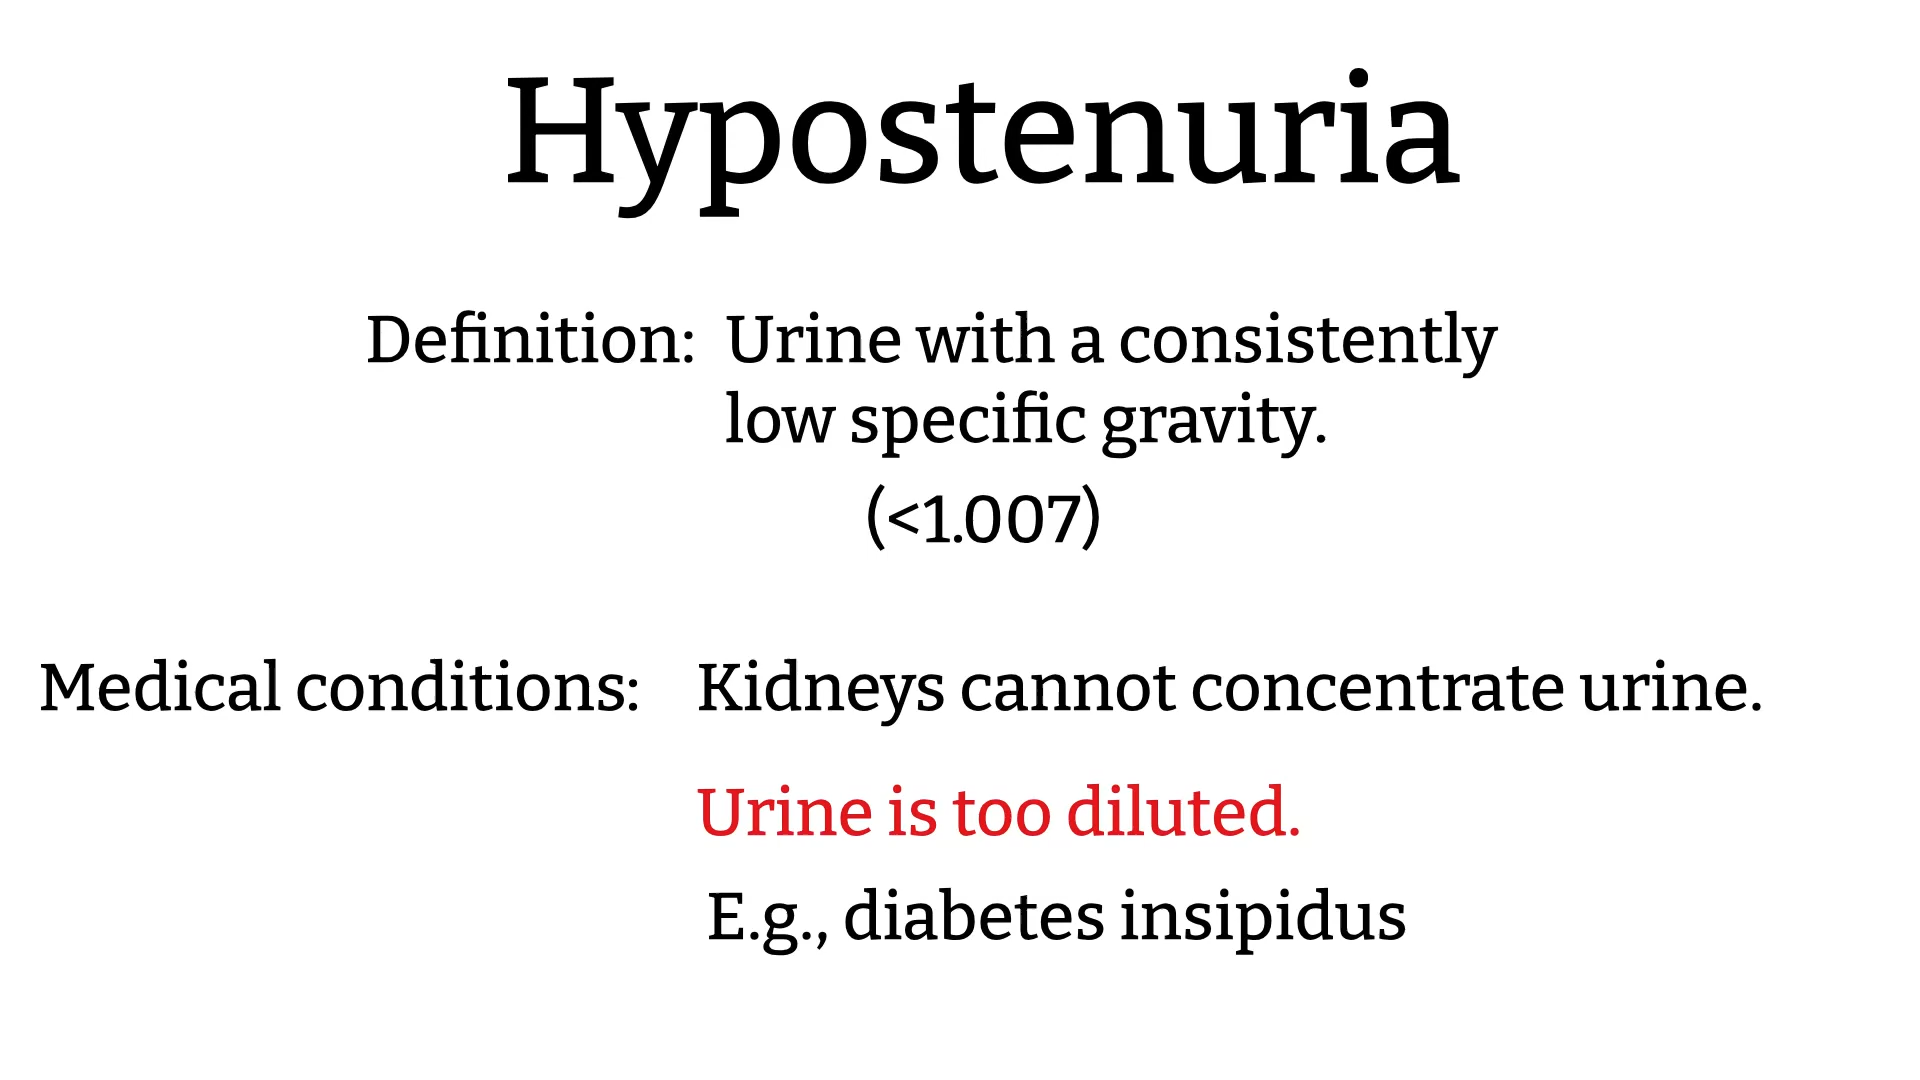 Hypostenuria
Definition: Urine with a consistently
low specific gravity.
(<1.007)
Medical conditions: Kidneys cannot concentrate urine.
Urine is too diluted.
E.g., diabetes insipidus